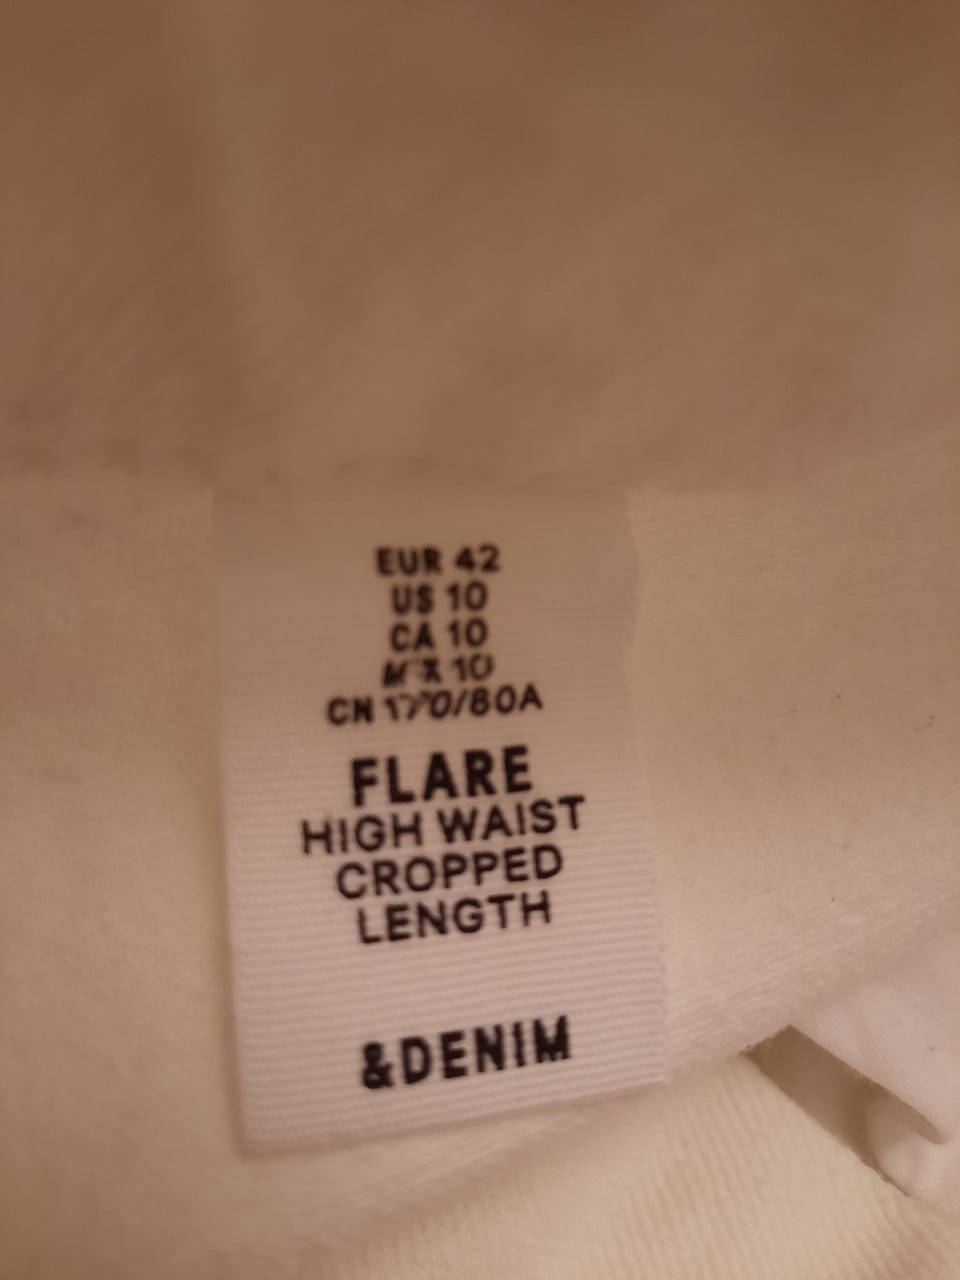 EUR 42
US 10
CA 10
MX 10
CN 170/80A
FLARE
HIGH WAIST
CROPPED
LENGTH
&DENIM